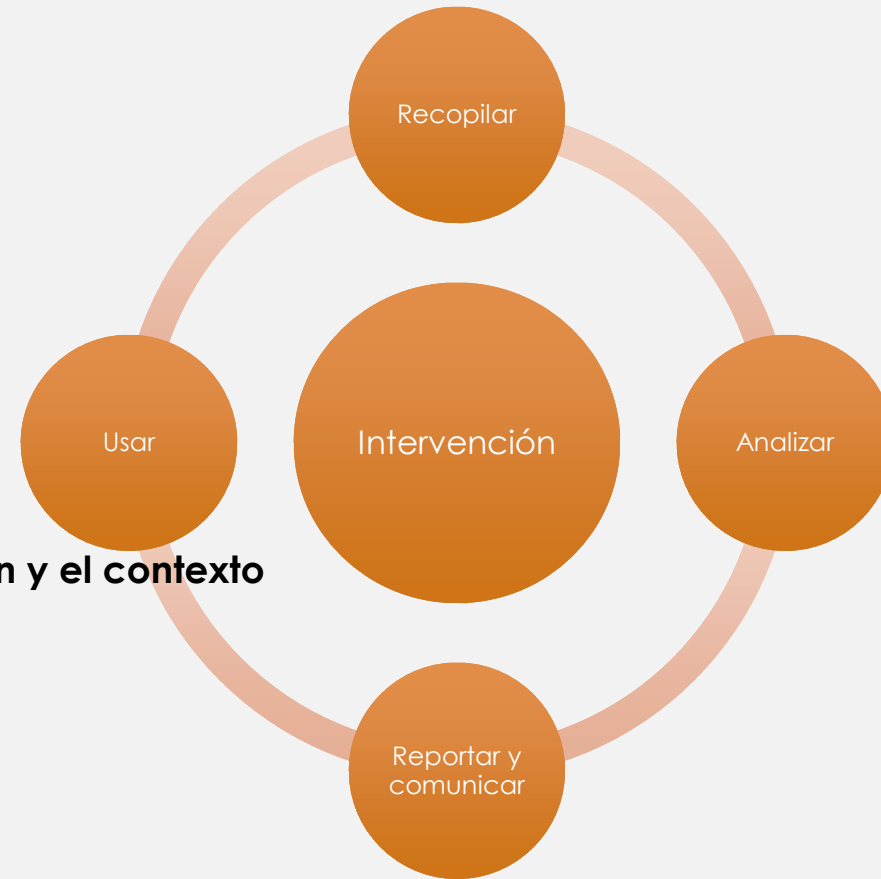 Recopilar
Usar
Intervención
Analizar
n y el contexto
Reportar y
comunicar